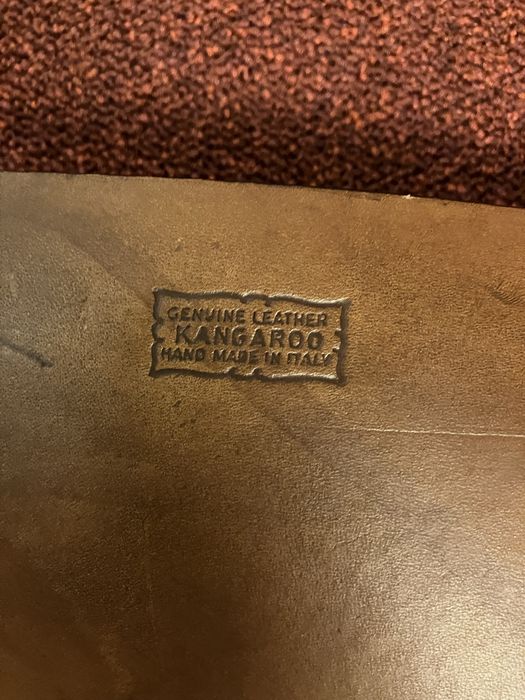 GENUINE LEATHER
KANGAROO
HAND MADE IN ITALY